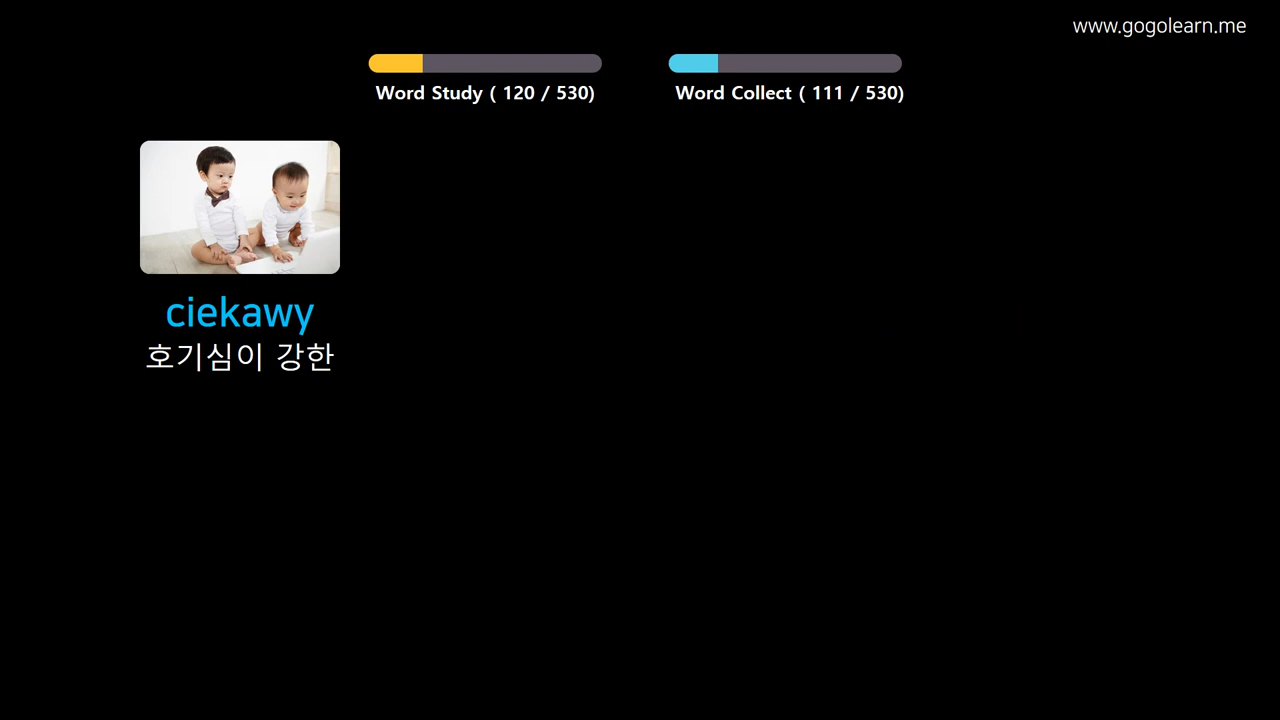 www.gogolearn.me
Word Study ( 120 / 530)
Word Collect ( 111 / 530)
ciekawy
호기심이 강한